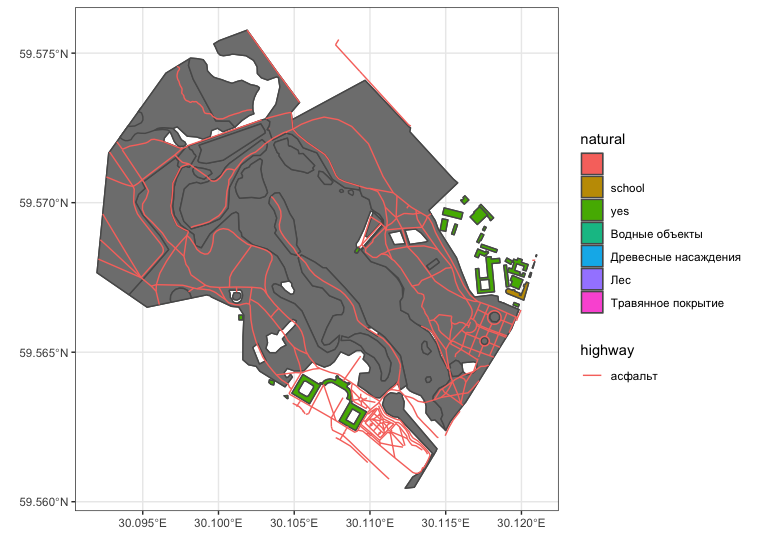 59.575°N
59.570°N
59.565°N
59.560°N
30.095°E 30.100°E 30.105°E 30.110°E 30.115°E 30.120°E
natural
school
yes
Водные объекты
Древесные насаждения
Лес
Травянное покрытие
highway
асфальт